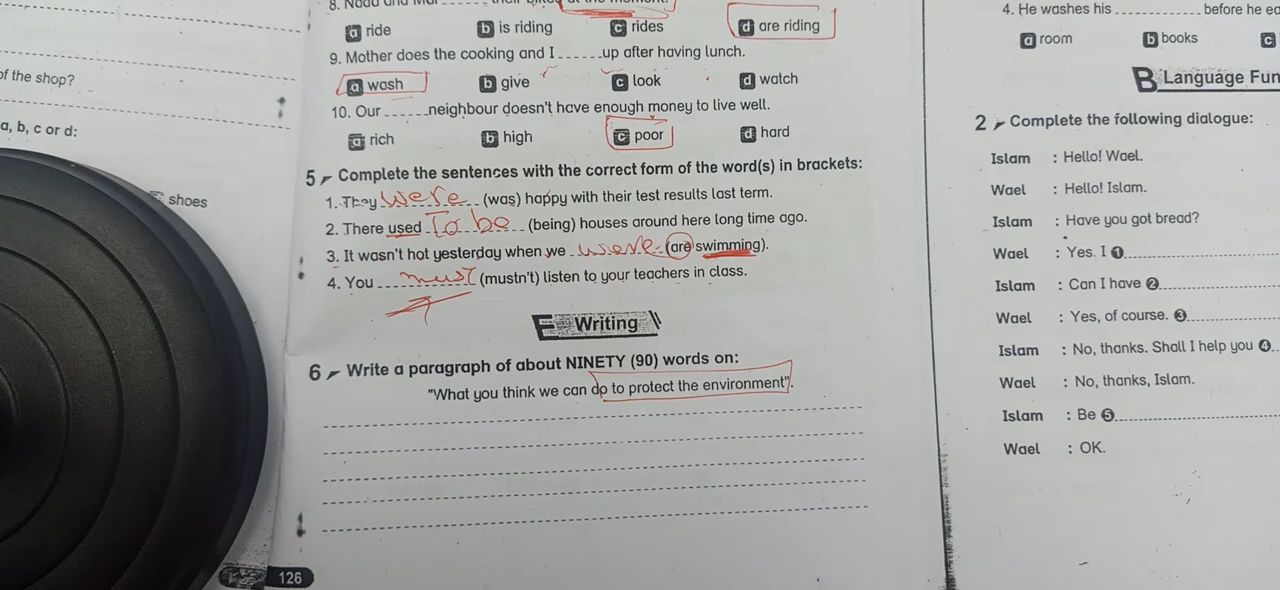 of the shop?
a, b, c or d:
shoes
8.
at the moment.
a ride b is riding c rides d are riding
9. Mother does the cooking and I ...... up after having lunch.
a wash b give c look d watch
10. Our ...... neighbour doesn't have enough money to live well.
a rich b high c poor d hard
5 Complete the sentences with the correct form of the word(s) in brackets:
1. They were (was) happy with their test results last term.
2. There used To be (being) houses around here long time ago.
3. It wasn't hot yesterday when we were (are swimming).
4. You must (mustn't) listen to your teachers in class.
E Writing
6 Write a paragraph of about NINETY (90) words on:
"What you think we can do to protect the environment".
126
4. He washes his ............ before he
a room b books c
B Language Fun
2 Complete the following dialogue:
Islam : Hello! Wael.
Wael : Hello! Islam.
Islam : Have you got bread?
Wael : Yes. I 1
Islam : Can I have 2
Wael : Yes, of course. 3
Islam : No, thanks. Shall I help you 4
Wael : No, thanks, Islam.
Islam : Be 5
Wael : OK.